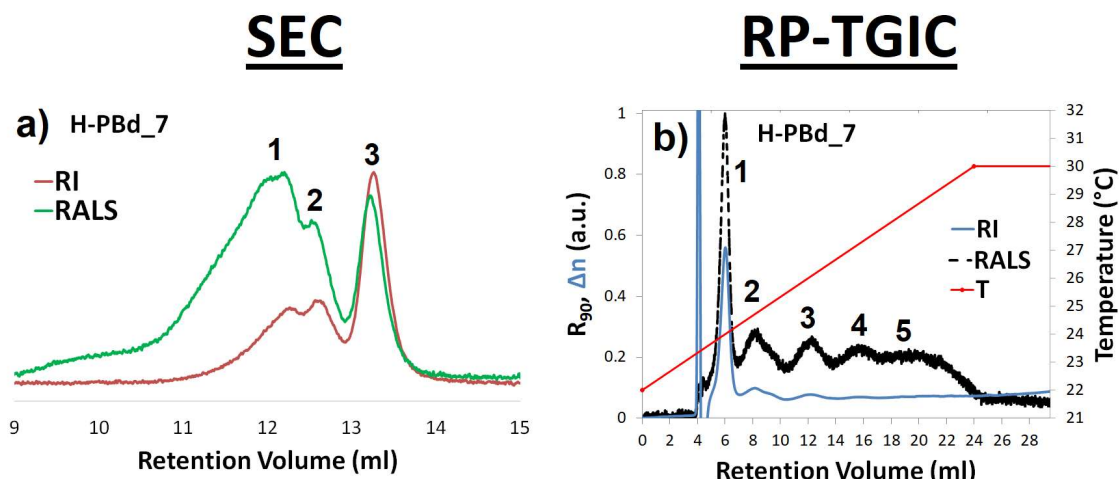 SEC
RP-TGIC
a) H-PBd_7
RI
RALS
1
2
3
9 10 11 12 13 14 15
Retention Volume (ml)
b) H-PBd_7
R90, Δn (a.u.)
1
0.8
0.6
0.4
0.2
0
1
2
3
4
5
RI
RALS
T
32
31
30
29
28
27
26
25
24
23
22
21
Temperature (°C)
0 2 4 6 8 10 12 14 16 18 20 22 24 26 28
Retention Volume (ml)